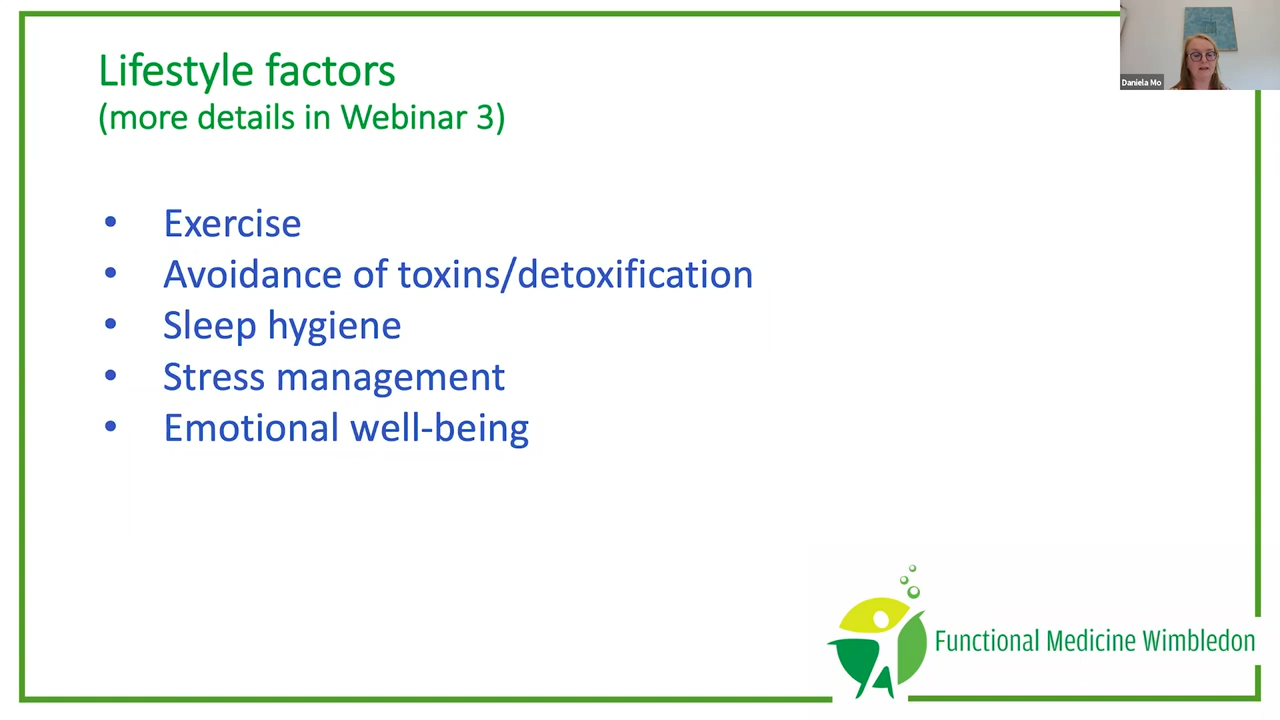 Lifestyle factors
(more details in Webinar 3)
Daniela Mo
• Exercise
• Avoidance of toxins/detoxification
• Sleep hygiene
• Stress management
• Emotional well-being
Functional Medicine Wimbledon